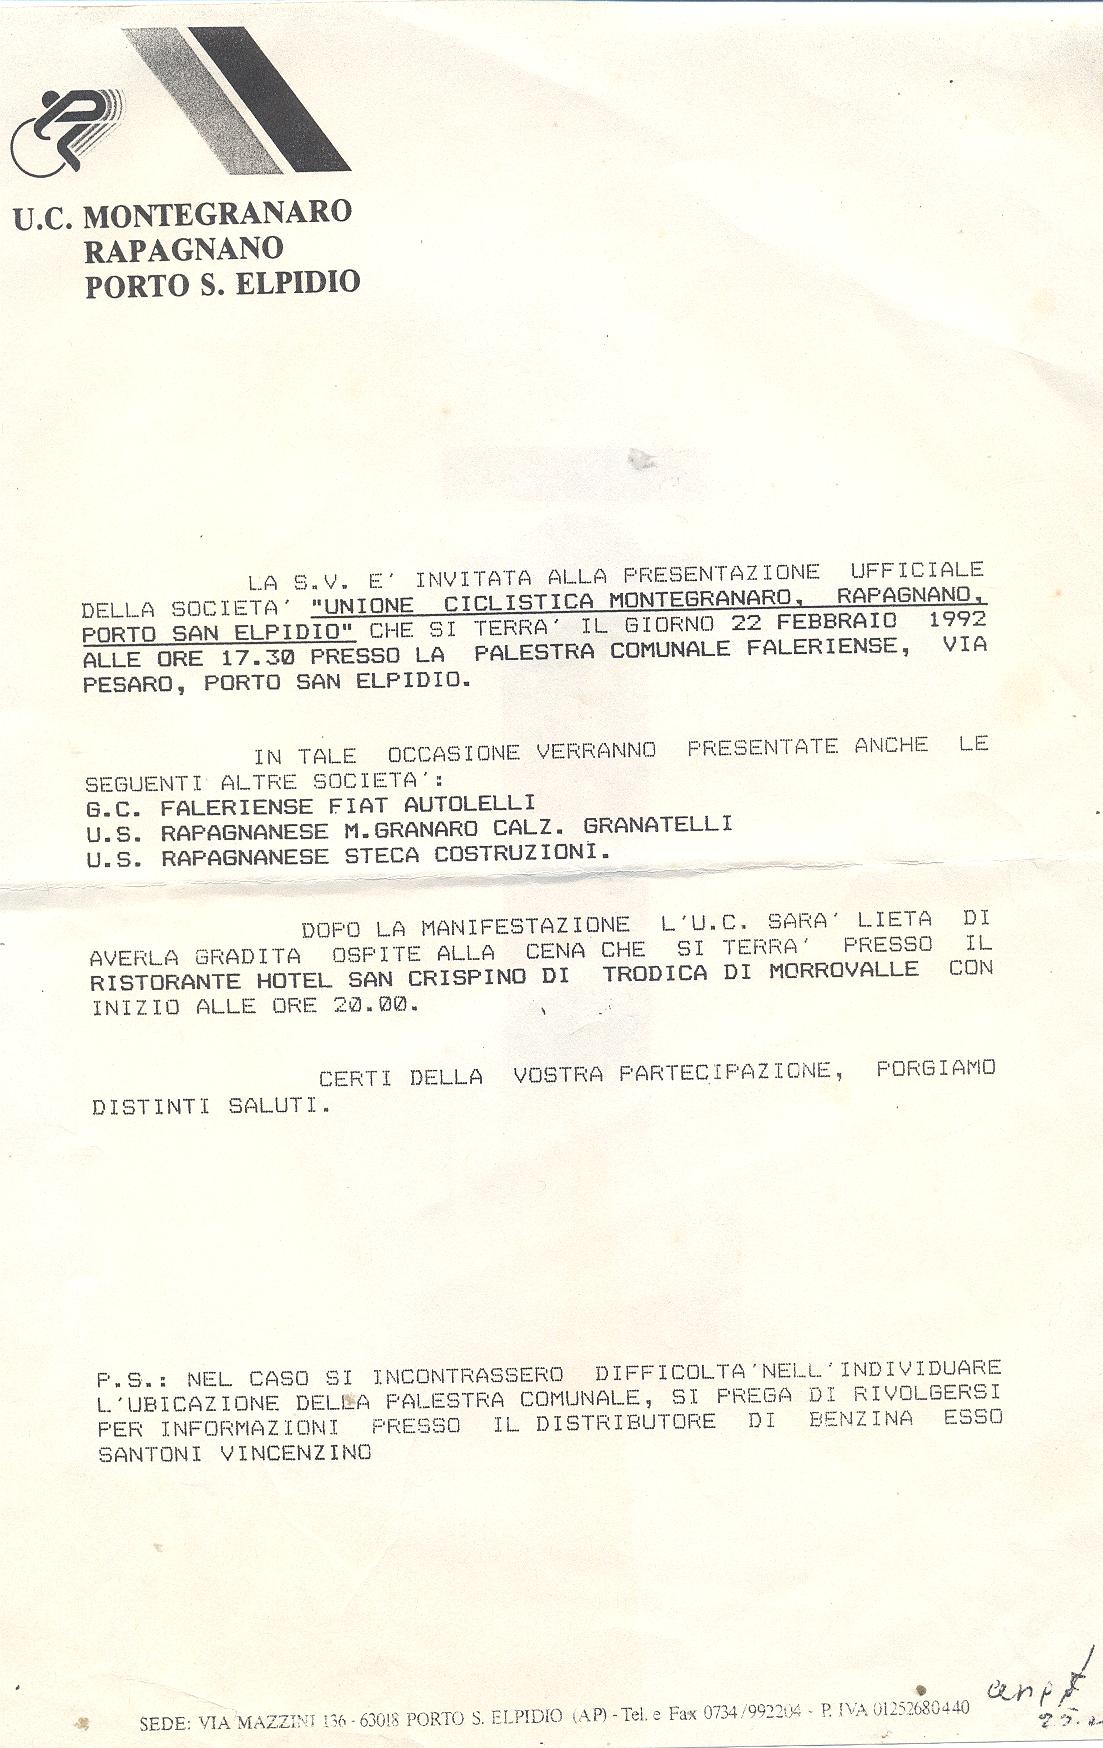 U.C. MONTEGRANARO
RAPAGNANO
PORTO S. ELPIDIO
LA S.V. E' INVITATA ALLA PRESENTAZIONE UFFICIALE
DELLA SOCIETA' "UNIONE CICLISTICA MONTEGRANARO, RAPAGNANO,
PORTO SAN ELPIDIO" CHE SI TERRA' IL GIORNO 22 FEBBRAIO 1992
ALLE ORE 17.30 PRESSO LA PALESTRA COMUNALE FALERIENSE, VIA
PESARO, PORTO SAN ELPIDIO.
IN TALE OCCASIONE VERRANNO PRESENTATE ANCHE LE
SEGUENTI ALTRE SOCIETA':
G.C. FALERIENSE FIAT AUTOLELLI
U.S. RAPAGNANESE M.GRANARO CALZ. GRANATELLI
U.S. RAPAGNANESE STECA COSTRUZIONI.
DOPO LA MANIFESTAZIONE L'U.C. SARA' LIETA DI
AVERLA GRADITA OSPITE ALLA CENA CHE SI TERRA' PRESSO IL
RISTORANTE HOTEL SAN CRISPINO DI TRODICA DI MORROVALLE CON
INIZIO ALLE ORE 20.00.
CERTI DELLA VOSTRA PARTECIPAZIONE, PORGIAMO
DISTINTI SALUTI.
P.S.: NEL CASO SI INCONTRASSERO DIFFICOLTA'NELL'INDIVIDUARE
L'UBICAZIONE DELLA PALESTRA COMUNALE, SI PREGA DI RIVOLGERSI
PER INFORMAZIONI PRESSO IL DISTRIBUTORE DI BENZINA ESSO
SANTONI VINCENZINO
SEDE: VIA MAZZINI 136 - 63018 PORTO S. ELPIDIO (AP) - Tel. e Fax 0734/992204 - P. IVA 01252680440